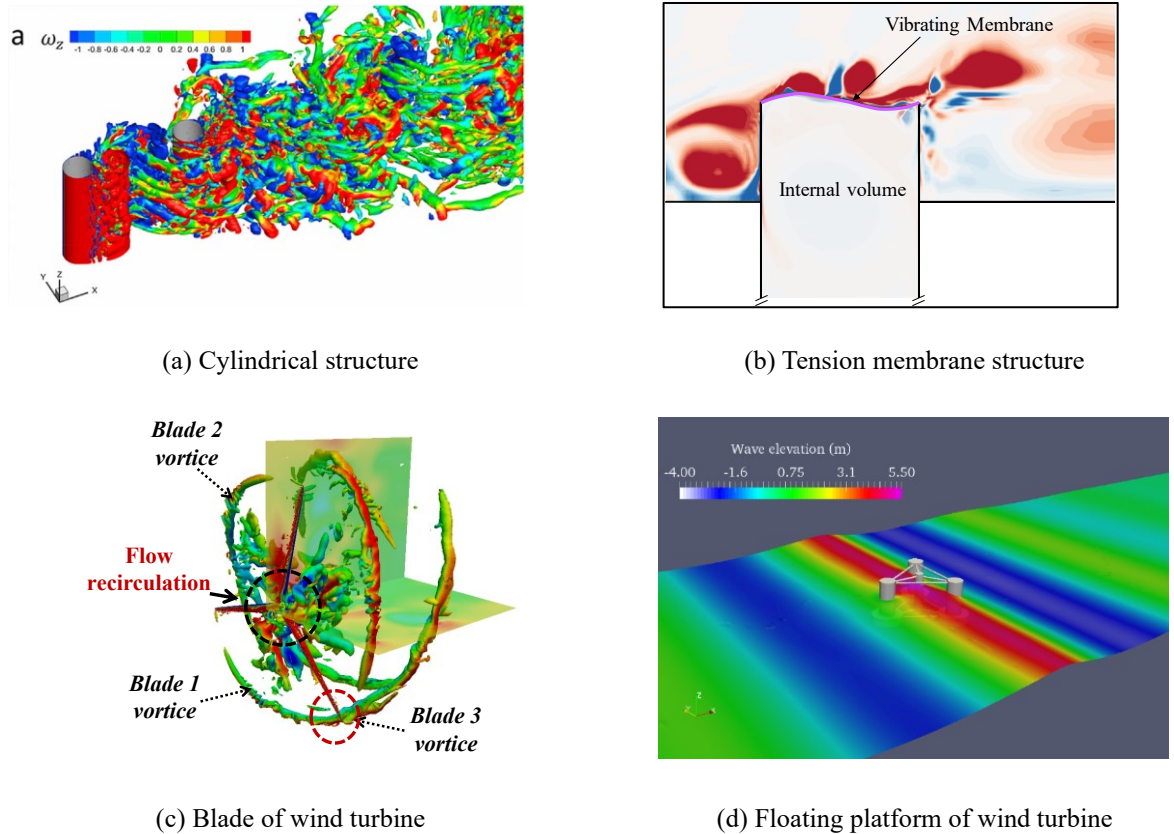 a ω_z
-1 -0.8 -0.6 -0.4 -0.2 0 0.2 0.4 0.6 0.8 1
Y Z X
(a) Cylindrical structure
Vibrating Membrane
Internal volume
(b) Tension membrane structure
Blade 2
vortice
Flow
recirculation
Blade 1
vortice
Blade 3
vortice
(c) Blade of wind turbine
Wave elevation (m)
-4.00 -1.6 0.75 3.1 5.50
Z
(d) Floating platform of wind turbine